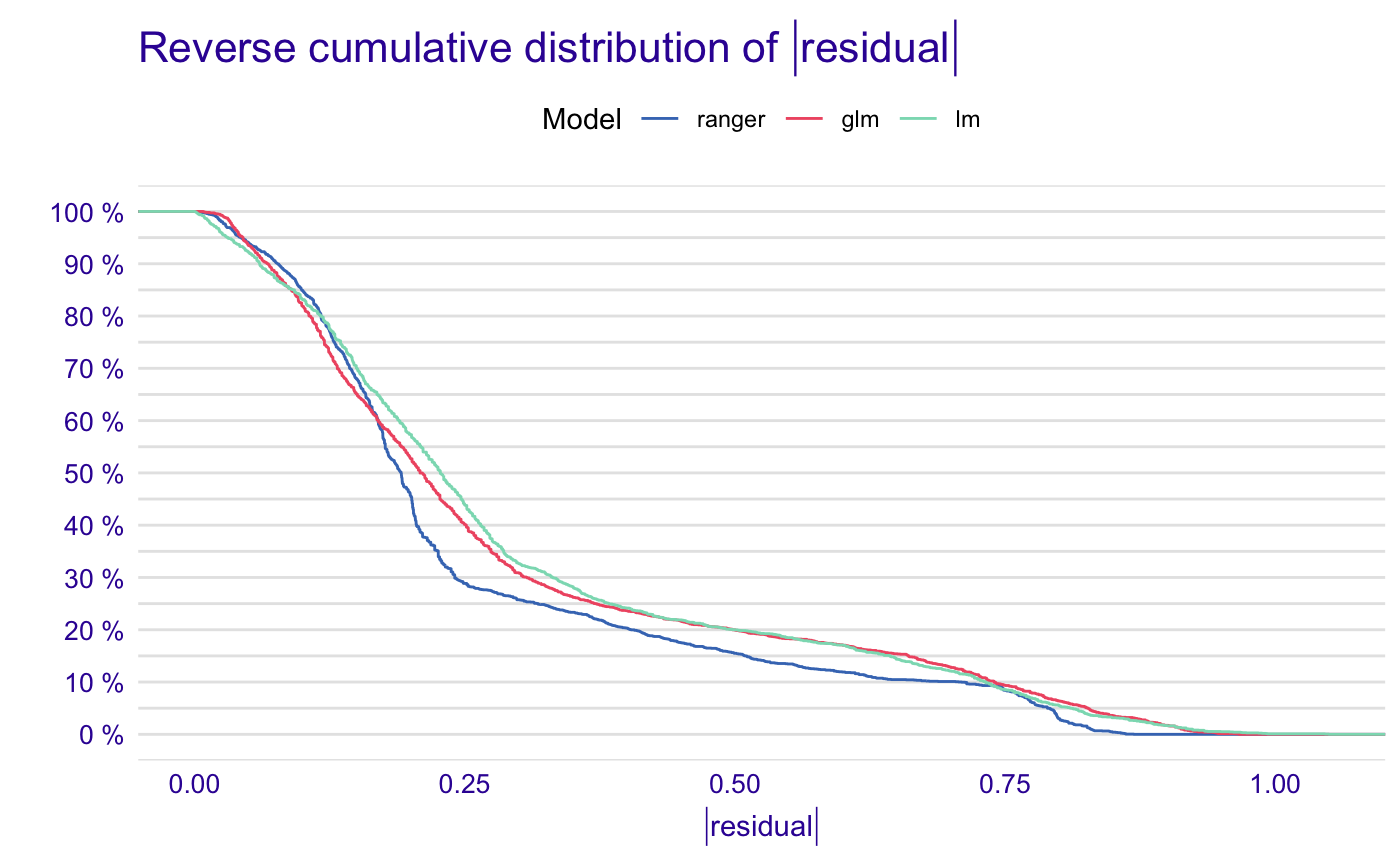 Reverse cumulative distribution of |residual|
Model ranger glm lm
100 %
90 %
80 %
70 %
60 %
50 %
40 %
30 %
20 %
10 %
0 %
0.00 0.25 0.50 0.75 1.00
|residual|